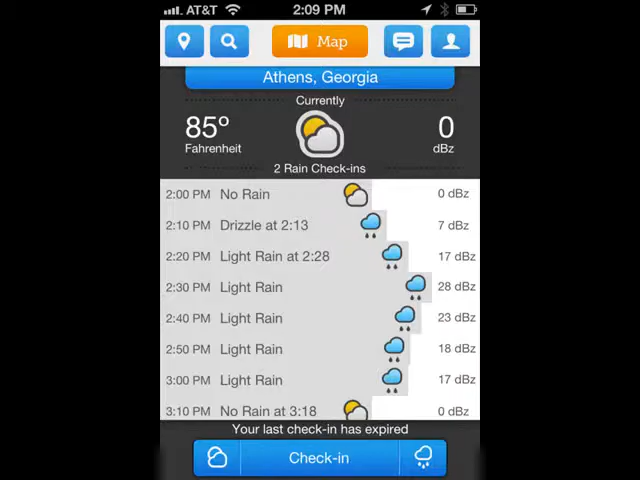 AT&T 2:09 PM
Map
Athens, Georgia
Currently
85° 0
Fahrenheit dBz
2 Rain Check-ins
2:00 PM No Rain 0 dBz
2:10 PM Drizzle at 2:13 7 dBz
2:20 PM Light Rain at 2:28 17 dBz
2:30 PM Light Rain 28 dBz
2:40 PM Light Rain 23 dBz
2:50 PM Light Rain 18 dBz
3:00 PM Light Rain 17 dBz
3:10 PM No Rain at 3:18 0 dBz
Your last check-in has expired
Check-in